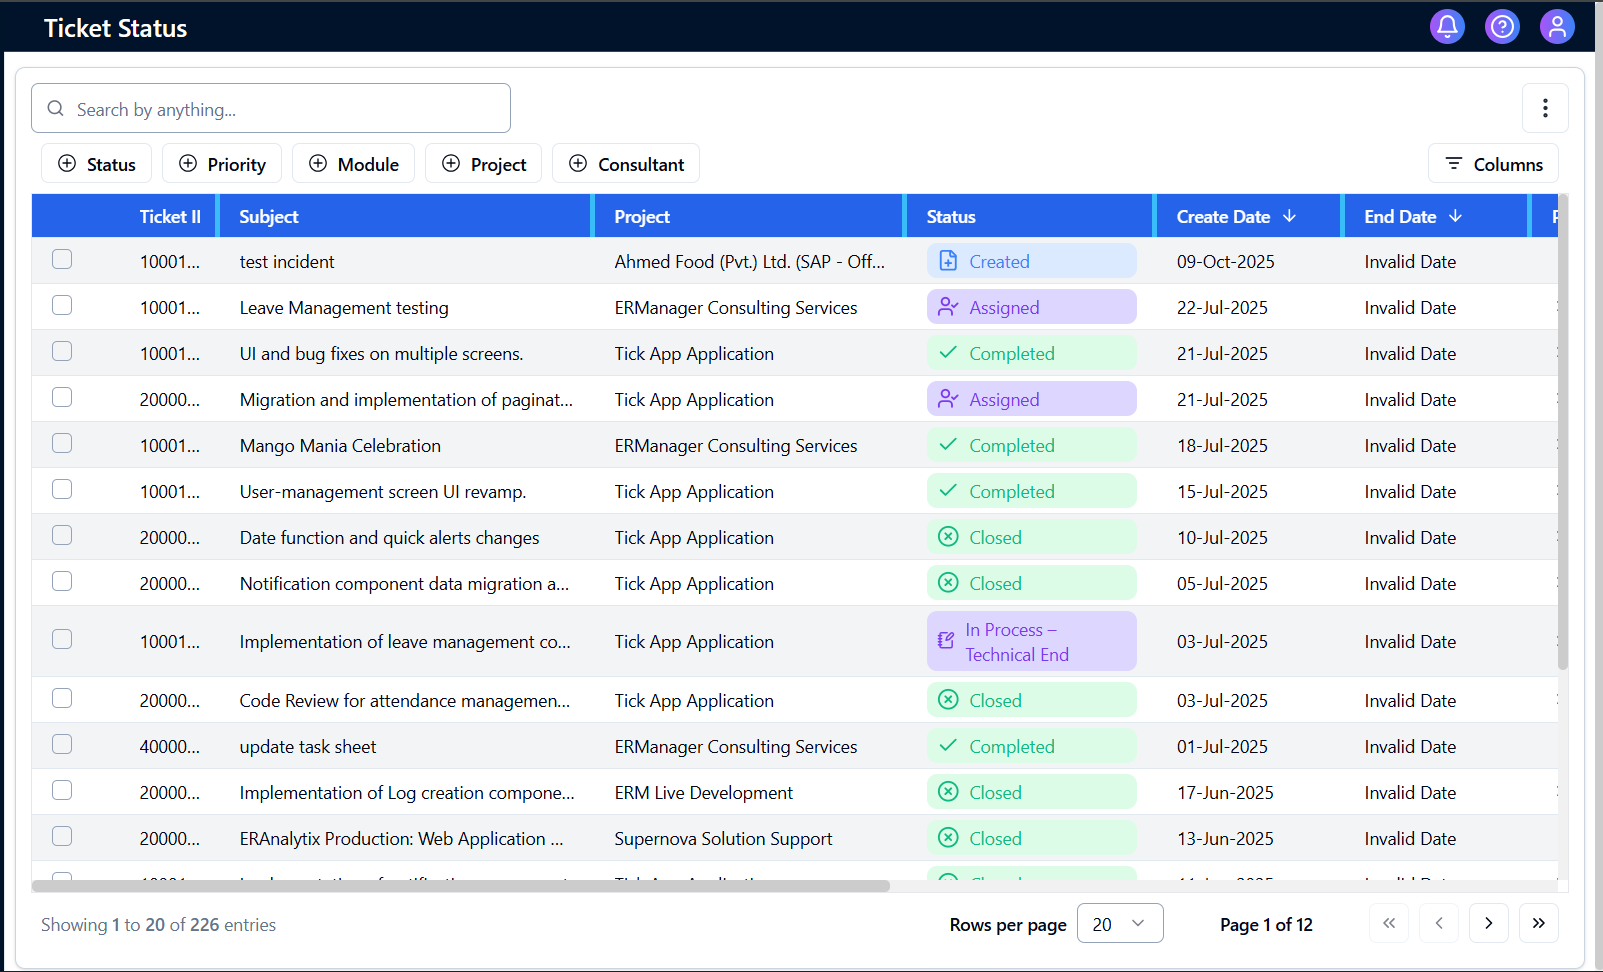 Ticket Status
Search by anything...
Status Priority Module Project Consultant Columns
Ticket II Subject Project Status Create Date End Date
10001... test incident Ahmed Food (Pvt.) Ltd. (SAP - Off... Created 09-Oct-2025 Invalid Date
10001... Leave Management testing ERManager Consulting Services Assigned 22-Jul-2025 Invalid Date
10001... UI and bug fixes on multiple screens. Tick App Application Completed 21-Jul-2025 Invalid Date
20000... Migration and implementation of paginat... Tick App Application Assigned 21-Jul-2025 Invalid Date
10001... Mango Mania Celebration ERManager Consulting Services Completed 18-Jul-2025 Invalid Date
10001... User-management screen UI revamp. Tick App Application Completed 15-Jul-2025 Invalid Date
20000... Date function and quick alerts changes Tick App Application Closed 10-Jul-2025 Invalid Date
20000... Notification component data migration a... Tick App Application Closed 05-Jul-2025 Invalid Date
10001... Implementation of leave management co... Tick App Application In Process – Technical End 03-Jul-2025 Invalid Date
20000... Code Review for attendance managemen... Tick App Application Closed 03-Jul-2025 Invalid Date
40000... update task sheet ERManager Consulting Services Completed 01-Jul-2025 Invalid Date
20000... Implementation of Log creation compone... ERM Live Development Closed 17-Jun-2025 Invalid Date
20000... ERAnalytix Production: Web Application ... Supernova Solution Support Closed 13-Jun-2025 Invalid Date
Showing 1 to 20 of 226 entries Rows per page 20 Page 1 of 12